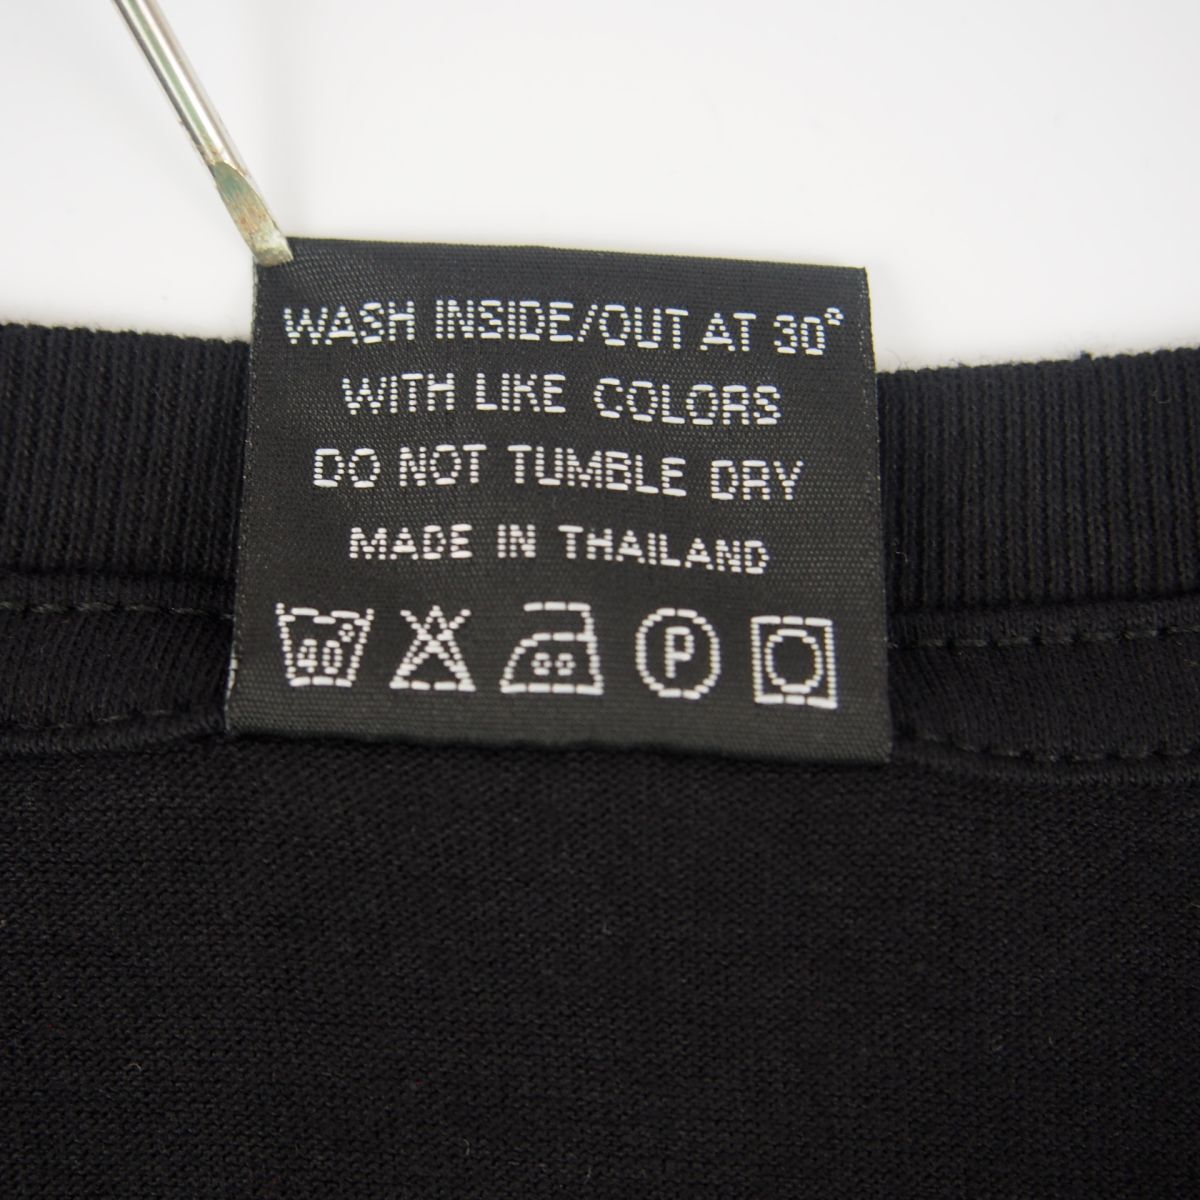 WASH INSIDE/OUT AT 30°
WITH LIKE COLORS
DO NOT TUMBLE DRY
MADE IN THAILAND
40° P